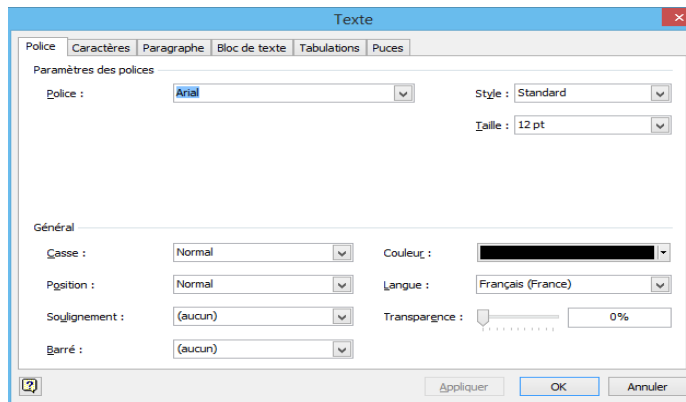 Texte
Police Caractères Paragraphe Bloc de texte Tabulations Puces
Paramètres des polices
Police : Arial Style : Standard
Taille : 12 pt
Général
Casse : Normal Couleur :
Position : Normal Langue : Français (France)
Soulignement : (aucun) Transparence : 0%
Barré : (aucun)
Appliquer OK Annuler